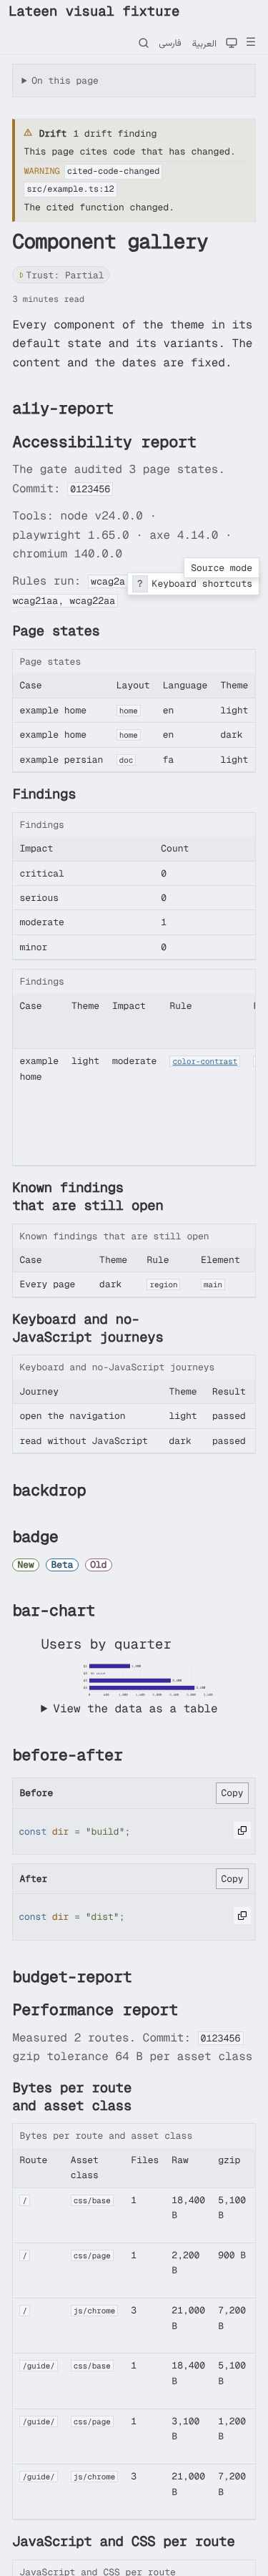 Lateen visual fixture
فارسی العربية
On this page
Drift 1 drift finding
This page cites code that has changed.
WARNING cited-code-changed
src/example.ts:12
The cited function changed.
Component gallery
Trust: Partial
3 minutes read
Every component of the theme in its
default state and its variants. The
content and the dates are fixed.
a11y-report
Accessibility report
The gate audited 3 page states.
Commit: 0123456
Tools: node v24.0.0 ·
playwright 1.65.0 · axe 4.14.0 ·
chromium 140.0.0
Source mode
Rules run: wcag2a
? Keyboard shortcuts
wcag21aa, wcag22aa
Page states
Page states
Case Layout Language Theme
example home home en light
example home home en dark
example persian doc fa light
Findings
Findings
Impact Count
critical 0
serious 0
moderate 1
minor 0
Findings
Case Theme Impact Rule
example light moderate color-contrast
home
Known findings
that are still open
Known findings that are still open
Case Theme Rule Element
Every page dark region main
Keyboard and no-
JavaScript journeys
Keyboard and no-JavaScript journeys
Journey Theme Result
open the navigation light passed
read without JavaScript dark passed
backdrop
badge
New Beta Old
bar-chart
Users by quarter
View the data as a table
before-after
Before Copy
const dir = "build";
After Copy
const dir = "dist";
budget-report
Performance report
Measured 2 routes. Commit: 0123456
gzip tolerance 64 B per asset class
Bytes per route
and asset class
Bytes per route and asset class
Route Asset class Files Raw gzip
/ css/base 1 18,400 B 5,100 B
/ css/page 1 2,200 B 900 B
/ js/chrome 3 21,000 B 7,200 B
/guide/ css/base 1 18,400 B 5,100 B
/guide/ css/page 1 3,100 B 1,200 B
/guide/ js/chrome 3 21,000 B 7,200 B
JavaScript and CSS per route
JavaScript and CSS per route